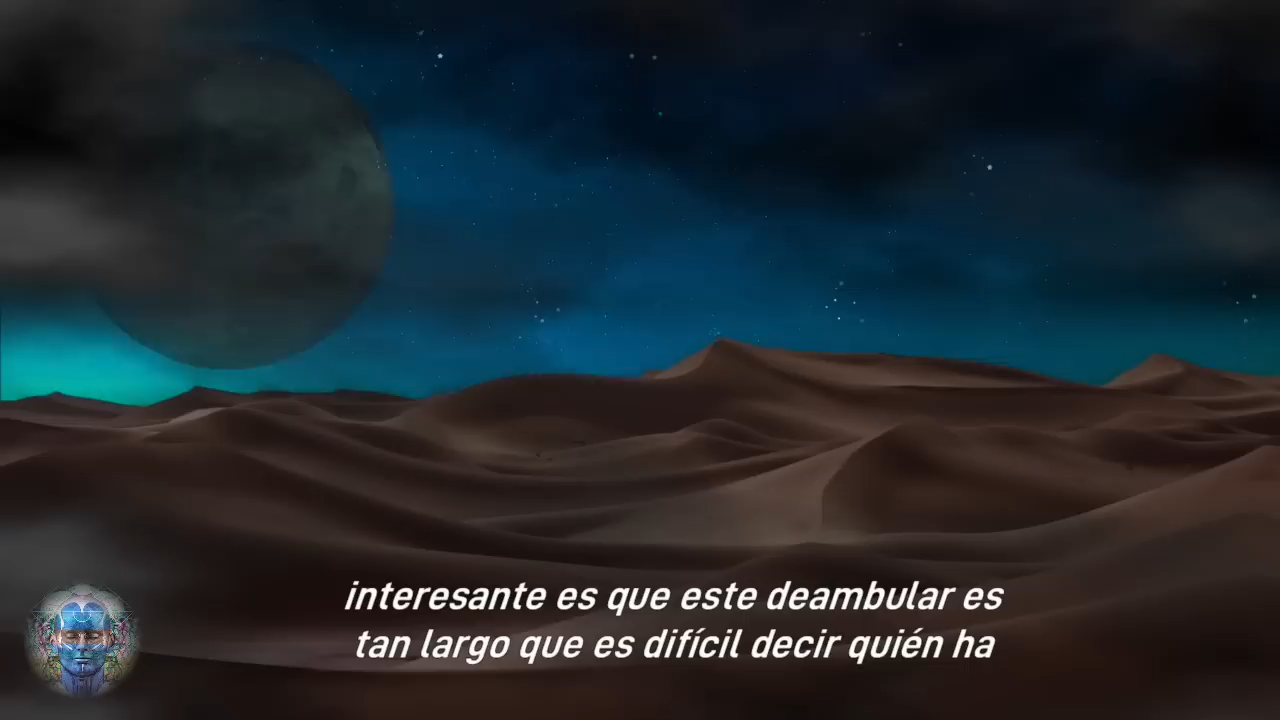 interesante es que este deambular es
tan largo que es difícil decir quién ha